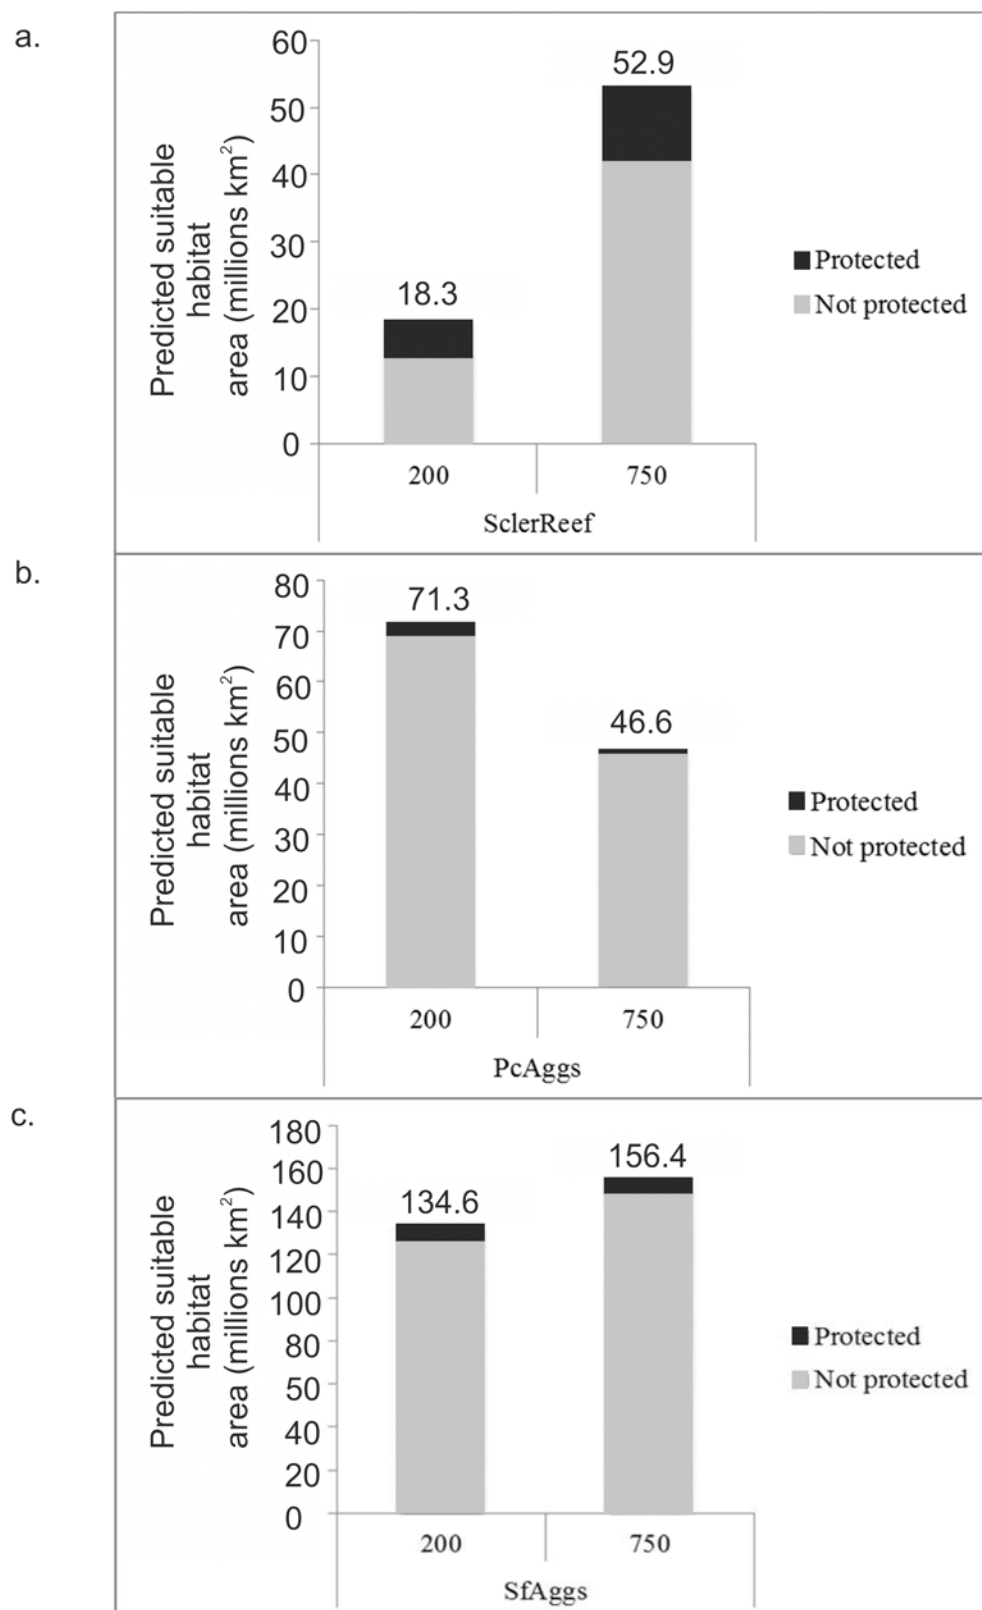 a.
Predicted suitable
habitat
area (millions km²)
60
50
40
30
20
10
0
18.3
52.9
Protected
Not protected
200
750
SclerReef
b.
Predicted suitable
habitat
area (millions km²)
80
70
60
50
40
30
20
10
0
71.3
46.6
Protected
Not protected
200
750
PcAggs
c.
Predicted suitable
habitat
area (millions km²)
180
160
140
120
100
80
50
40
20
0
134.6
156.4
Protected
Not protected
200
750
SfAggs